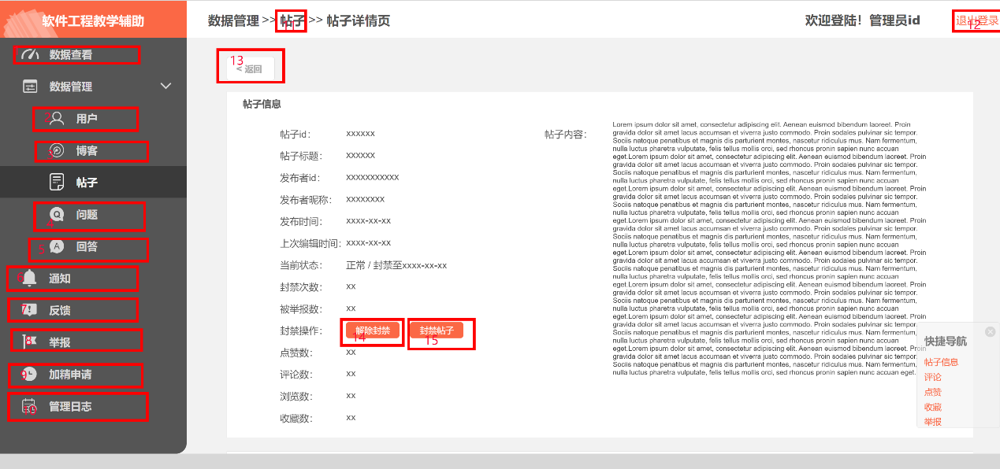 软件工程教学辅助
数据管理 >> 帖子 >> 帖子详情页
11
欢迎登陆！管理员id
退出登录
12
数据查看
数据管理
2 用户
博客
帖子
问题
5 回答
6 通知
7 反馈
8 举报
9 加精申请
10 管理日志
13
< 返回
帖子信息
帖子id： xxxxxx
帖子标题： xxxxxx
发布者id： xxxxxxxxxxx
发布者昵称： xxxxxxxx
发布时间： xxxx-xx-xx
上次编辑时间： xxxx-xx-xx
当前状态： 正常 / 封禁至xxxx-xx-xx
封禁次数： xx
被举报数： xx
封禁操作： 解除封禁 封禁帖子
14 15
点赞数： xx
评论数： xx
浏览数： xx
收藏数： xx
帖子内容：
Lorem ipsum dolor sit amet, consectetur adipiscing elit. Aenean euismod bibendum laoreet. Proin
gravida dolor sit amet lacus accumsan et viverra justo commodo. Proin sodales pulvinar sic tempor.
Sociis natoque penatibus et magnis dis parturient montes, nascetur ridiculus mus. Nam fermentum,
nulla luctus pharetra vulputate, felis tellus mollis orci, sed rhoncus pronin sapien nunc accuan
eget.Lorem ipsum dolor sit amet, consectetur adipiscing elit. Aenean euismod bibendum laoreet. Proin
gravida dolor sit amet lacus accumsan et viverra justo commodo. Proin sodales pulvinar sic tempor.
Sociis natoque penatibus et magnis dis parturient montes, nascetur ridiculus mus. Nam fermentum,
nulla luctus pharetra vulputate, felis tellus mollis orci, sed rhoncus pronin sapien nunc accuan
eget.Lorem ipsum dolor sit amet, consectetur adipiscing elit. Aenean euismod bibendum laoreet. Proin
gravida dolor sit amet lacus accumsan et viverra justo commodo. Proin sodales pulvinar sic tempor.
Sociis natoque penatibus et magnis dis parturient montes, nascetur ridiculus mus. Nam fermentum,
nulla luctus pharetra vulputate, felis tellus mollis orci, sed rhoncus pronin sapien nunc accuan
eget.Lorem ipsum dolor sit amet, consectetur adipiscing elit. Aenean euismod bibendum laoreet. Proin
gravida dolor sit amet lacus accumsan et viverra justo commodo. Proin sodales pulvinar sic tempor.
Sociis natoque penatibus et magnis dis parturient montes, nascetur ridiculus mus. Nam fermentum,
nulla luctus pharetra vulputate, felis tellus mollis orci, sed rhoncus pronin sapien nunc accuan
eget.Lorem ipsum dolor sit amet, consectetur adipiscing elit. Aenean euismod bibendum laoreet. Proin
gravida dolor sit amet lacus accumsan et viverra justo commodo. Proin sodales pulvinar sic tempor.
Sociis natoque penatibus et magnis dis parturient montes, nascetur ridiculus mus. Nam fermentum,
nulla luctus pharetra vulputate, felis tellus mollis orci, sed rhoncus pronin sapien nunc accuan
eget.Lorem ipsum dolor sit amet, consectetur adipiscing elit. Aenean euismod bibendum laoreet. Proin
gravida dolor sit amet lacus accumsan et viverra justo commodo. Proin sodales pulvinar sic tempor.
Sociis natoque penatibus et magnis dis parturient montes, nascetur ridiculus mus. Nam fermentum,
nulla luctus pharetra vulputate, felis tellus mollis orci, sed rhoncus pronin sapien nunc accuan
eget.Lorem ipsum dolor sit amet, consectetur adipiscing elit. Aenean euismod bibendum laoreet. Proin
gravida dolor sit amet lacus accumsan et viverra justo commodo. Proin sodales pulvinar sic tempor.
Sociis natoque penatibus et magnis dis parturient montes, nascetur ridiculus mus. Nam fermentum,
nulla luctus pharetra vulputate, felis tellus mollis orci, sed rhoncus pronin sapien nunc accuan
eget.Lorem ipsum dolor sit amet, consectetur adipiscing elit. Aenean euismod bibendum laoreet. Proin
gravida dolor sit amet lacus accumsan et viverra justo commodo. Proin sodales pulvinar sic tempor.
Sociis natoque penatibus et magnis dis parturient montes, nascetur ridiculus mus. Nam fermentum,
nulla luctus pharetra vulputate, felis tellus mollis orci, sed rhoncus pronin sapien nunc accuan eget.
快捷导航
帖子信息
评论
点赞
收藏
举报